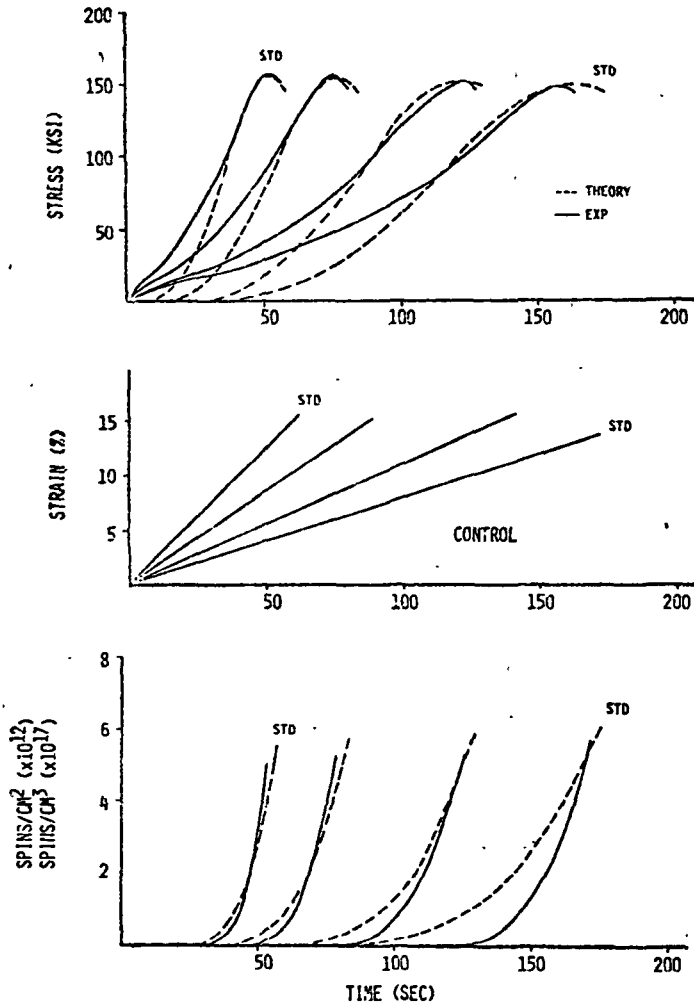 200
150
100
50
STRESS (KSI)
STD
STD
--- THEORY
— EXP
50 100 150 200
15
10
5
STRAIN (%)
STD
STD
CONTROL
50 100 150 200
8
6
4
2
SPINS/CM² (x10¹²)
SPINS/CM³ (x10¹⁷)
STD
STD
50 100 150 200
TIME (SEC)